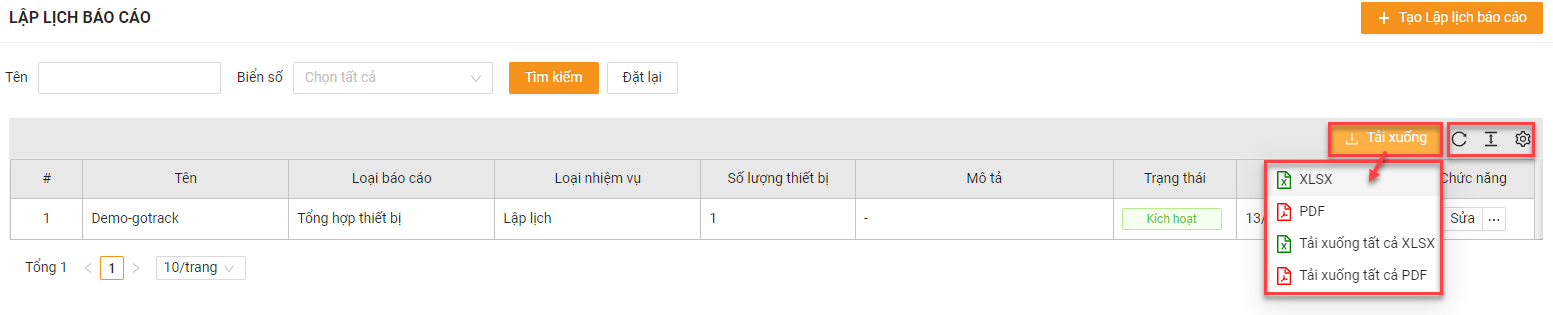 LẬP LỊCH BÁO CÁO
+ Tạo Lập lịch báo cáo
Tên
Biển số Chọn tất cả
Tìm kiếm
Đặt lại
Tải xuống
# Tên Loại báo cáo Loại nhiệm vụ Số lượng thiết bị Mô tả Trạng thái Chức năng
1 Demo-gotrack Tổng hợp thiết bị Lập lịch 1 - Kích hoạt 13/ Sửa ...
XLSX
PDF
Tải xuống tất cả XLSX
Tải xuống tất cả PDF
Tổng 1 < 1 > 10/trang